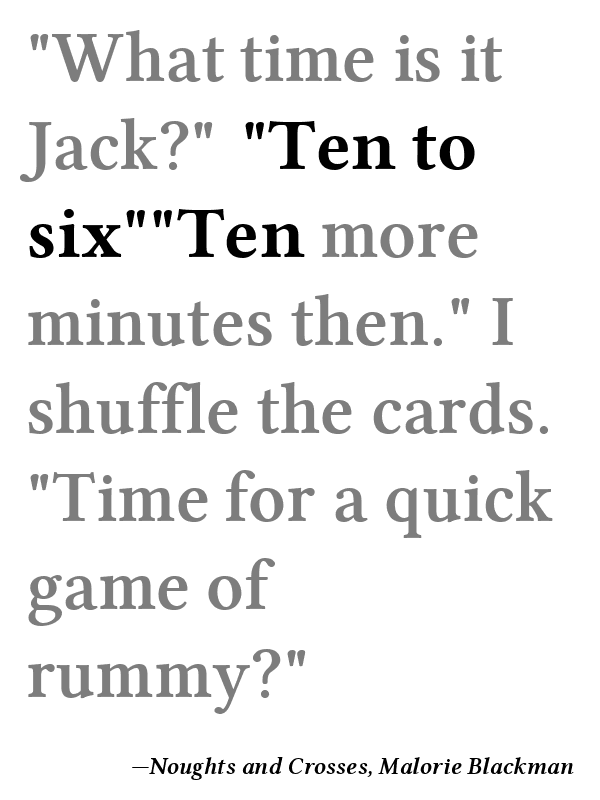 "What time is it
Jack?"  "Ten to
six""Ten more
minutes then." I
shuffle the cards.
"Time for a quick
game of
rummy?"
—Noughts and Crosses, Malorie Blackman